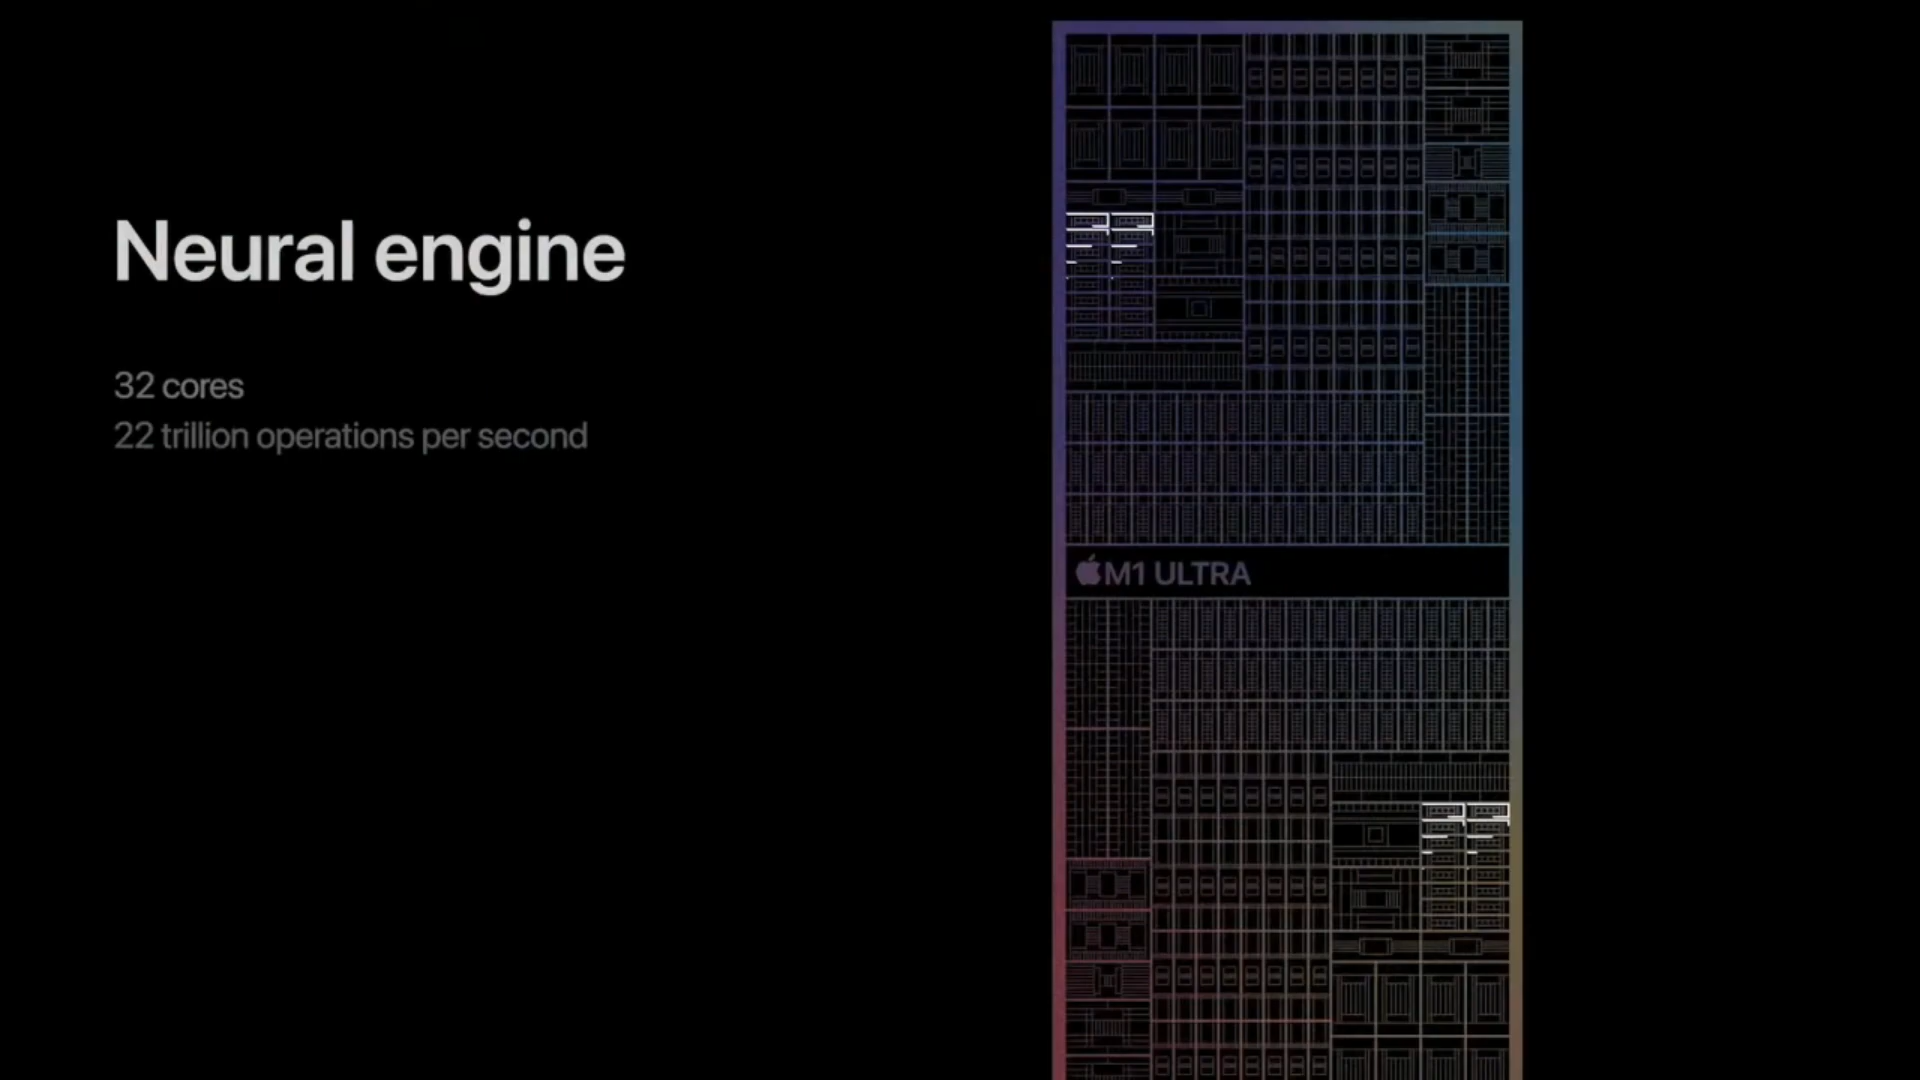 Neural engine
32 cores
22 trillion operations per second
M1 ULTRA